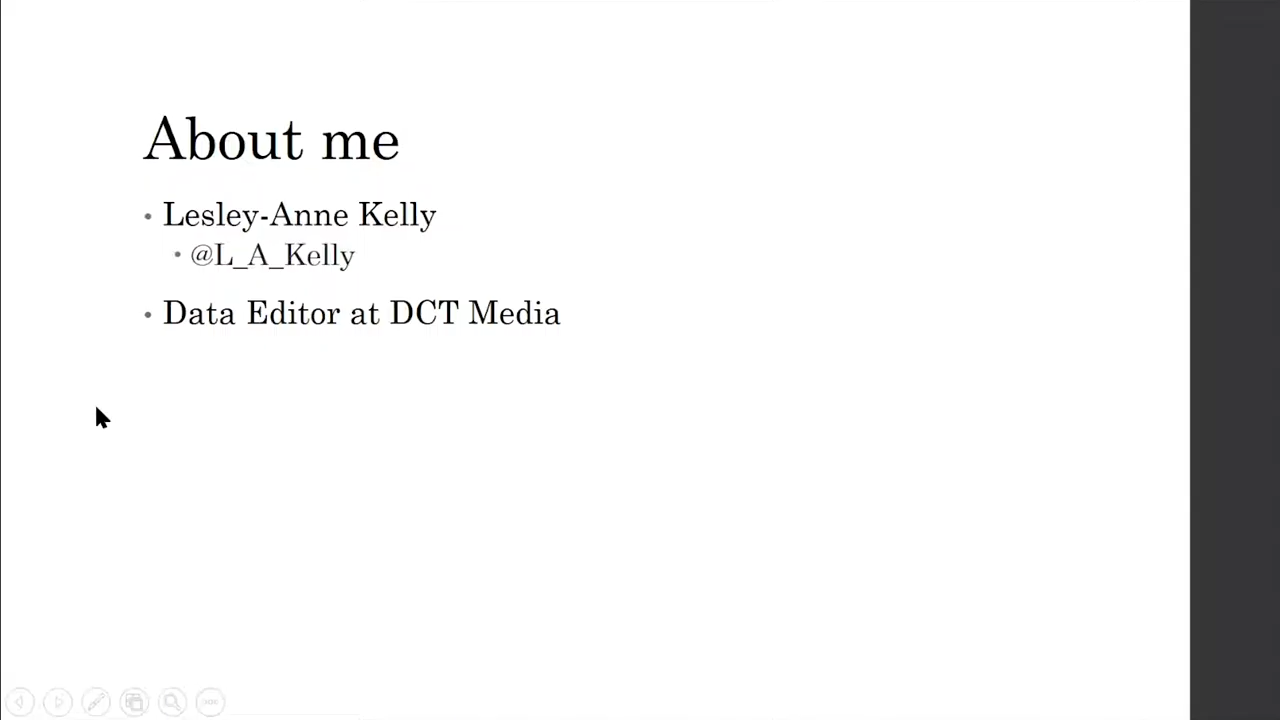 About me
• Lesley-Anne Kelly
• @L_A_Kelly
• Data Editor at DCT Media